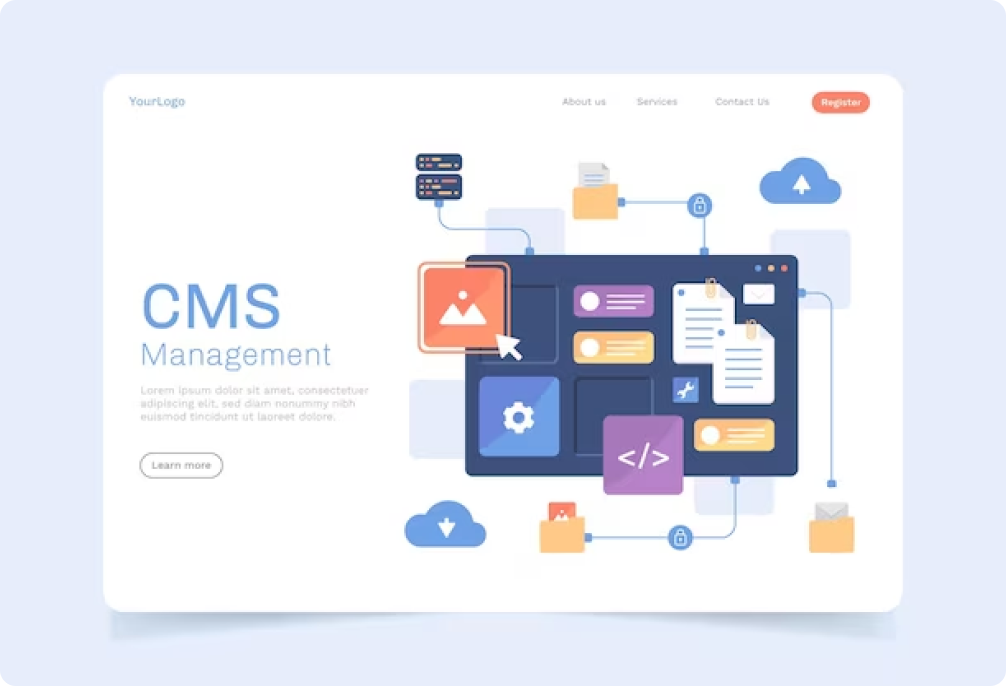 YourLogo
About us
Services
Contact Us
Register
CMS
Management
Lorem ipsum dolor sit amet, consectetuer
adipiscing elit, sed diam nonummy nibh
euismod tincidunt ut laoreet dolore.
Learn more
</>